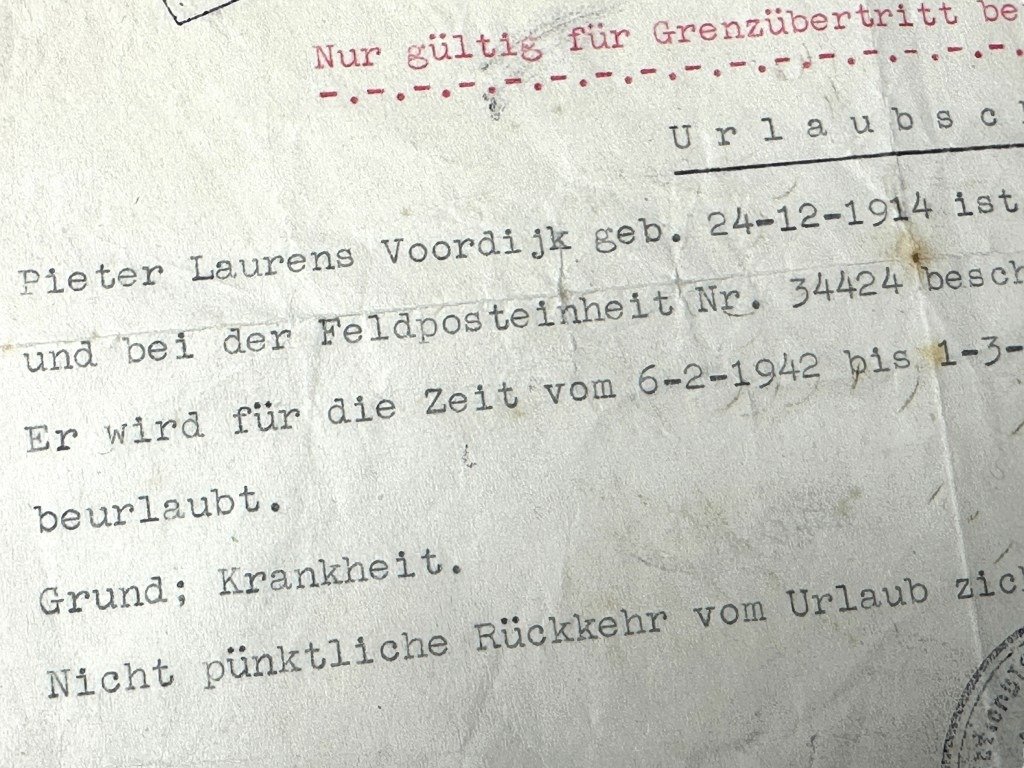 Nur gültig für Grenzübertritt be
-.-.-.-.-.-.-.-.-.-.-.-.-.-.-.-.
U r l a u b s c
Pieter Laurens Voordijk geb. 24-12-1914 ist
und bei der Feldposteinheit Nr. 34424 besch
Er wird für die Zeit vom 6-2-1942 bis 1-3-
beurlaubt.
Grund; Krankheit.
Nicht pünktliche Rückkehr vom Urlaub zich